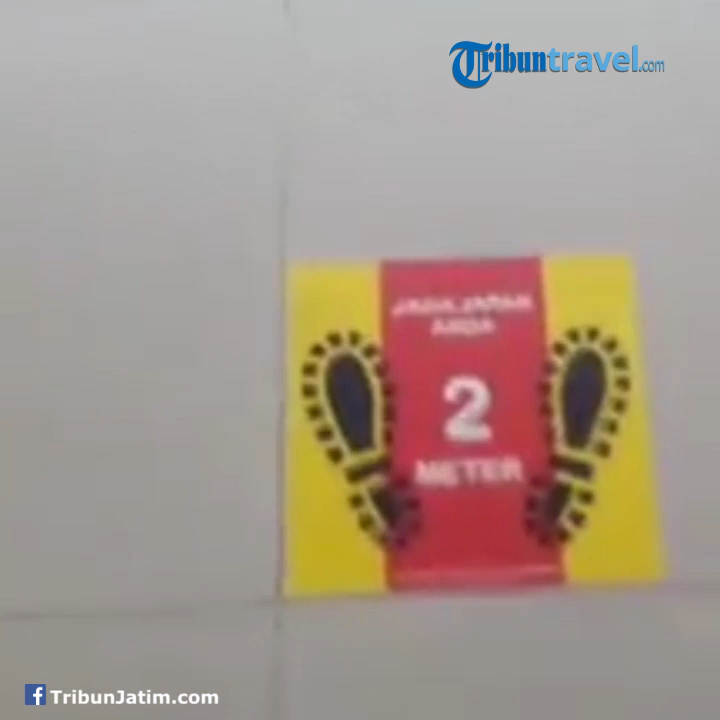 Tribuntravel.com
JAGA JARAK
ANDA
2
METER
f TribunJatim.com